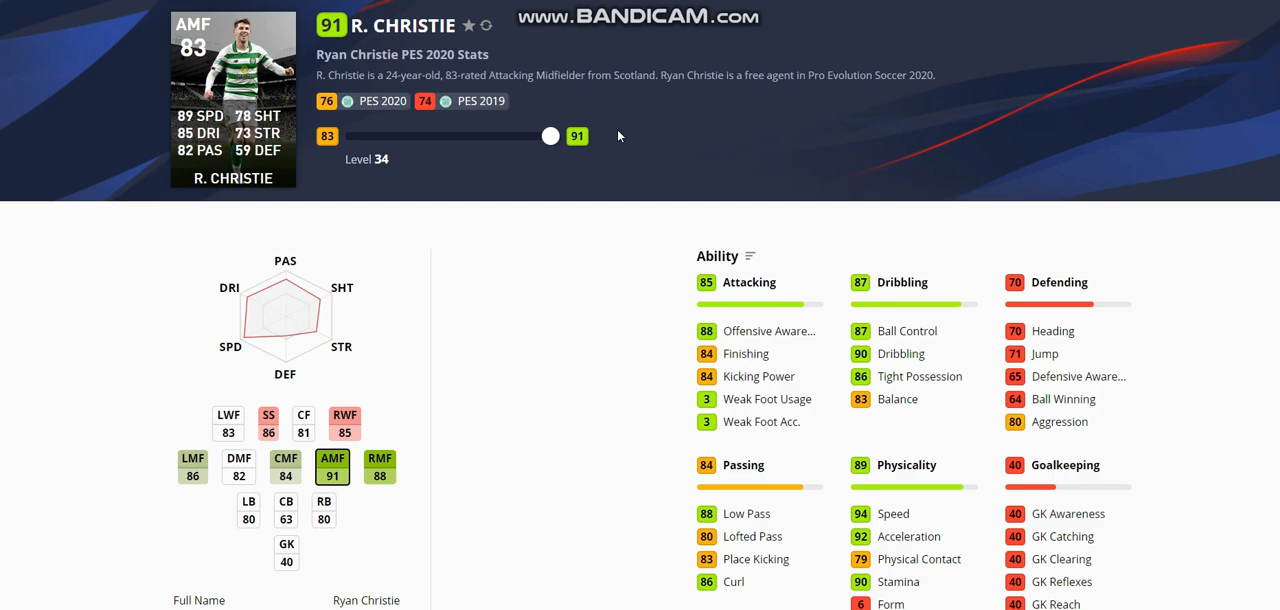 www.BANDICAM.com
AMF
83
89 SPD 78 SHT
85 DRI 73 STR
82 PAS 59 DEF
R. CHRISTIE
91 R. CHRISTIE
Ryan Christie PES 2020 Stats
R. Christie is a 24-year-old, 83-rated Attacking Midfielder from Scotland. Ryan Christie is a free agent in Pro Evolution Soccer 2020.
76 PES 2020 74 PES 2019
83 91
Level 34
PAS
DRI SHT
SPD STR
DEF
LWF SS CF RWF
83 86 81 85
LMF DMF CMF AMF RMF
86 82 84 91 88
LB CB RB
80 63 80
GK
40
Full Name Ryan Christie
Ability
85 Attacking
88 Offensive Aware...
84 Finishing
84 Kicking Power
3 Weak Foot Usage
3 Weak Foot Acc.
87 Dribbling
87 Ball Control
90 Dribbling
86 Tight Possession
83 Balance
70 Defending
70 Heading
71 Jump
65 Defensive Aware...
64 Ball Winning
80 Aggression
84 Passing
88 Low Pass
80 Lofted Pass
83 Place Kicking
86 Curl
89 Physicality
94 Speed
92 Acceleration
79 Physical Contact
90 Stamina
6 Form
40 Goalkeeping
40 GK Awareness
40 GK Catching
40 GK Clearing
40 GK Reflexes
40 GK Reach